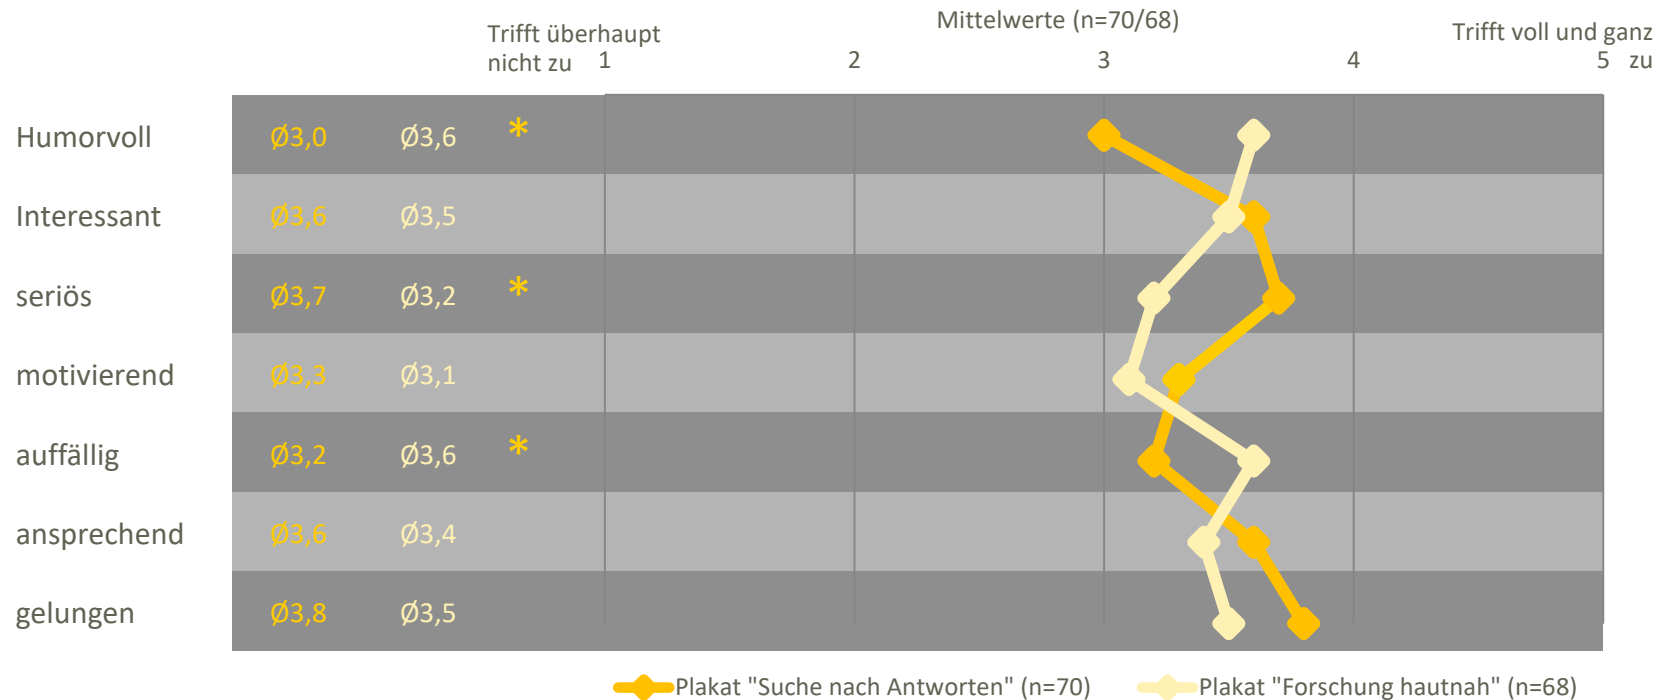 Mittelwerte (n=70/68)
Trifft überhaupt
nicht zu 1 2 3 4 5
Trifft voll und ganz
zu
Humorvoll Ø3,0 Ø3,6 *
Interessant Ø3,6 Ø3,5
seriös Ø3,7 Ø3,2 *
motivierend Ø3,3 Ø3,1
auffällig Ø3,2 Ø3,6 *
ansprechend Ø3,6 Ø3,4
gelungen Ø3,8 Ø3,5
Plakat "Suche nach Antworten" (n=70) Plakat "Forschung hautnah" (n=68)